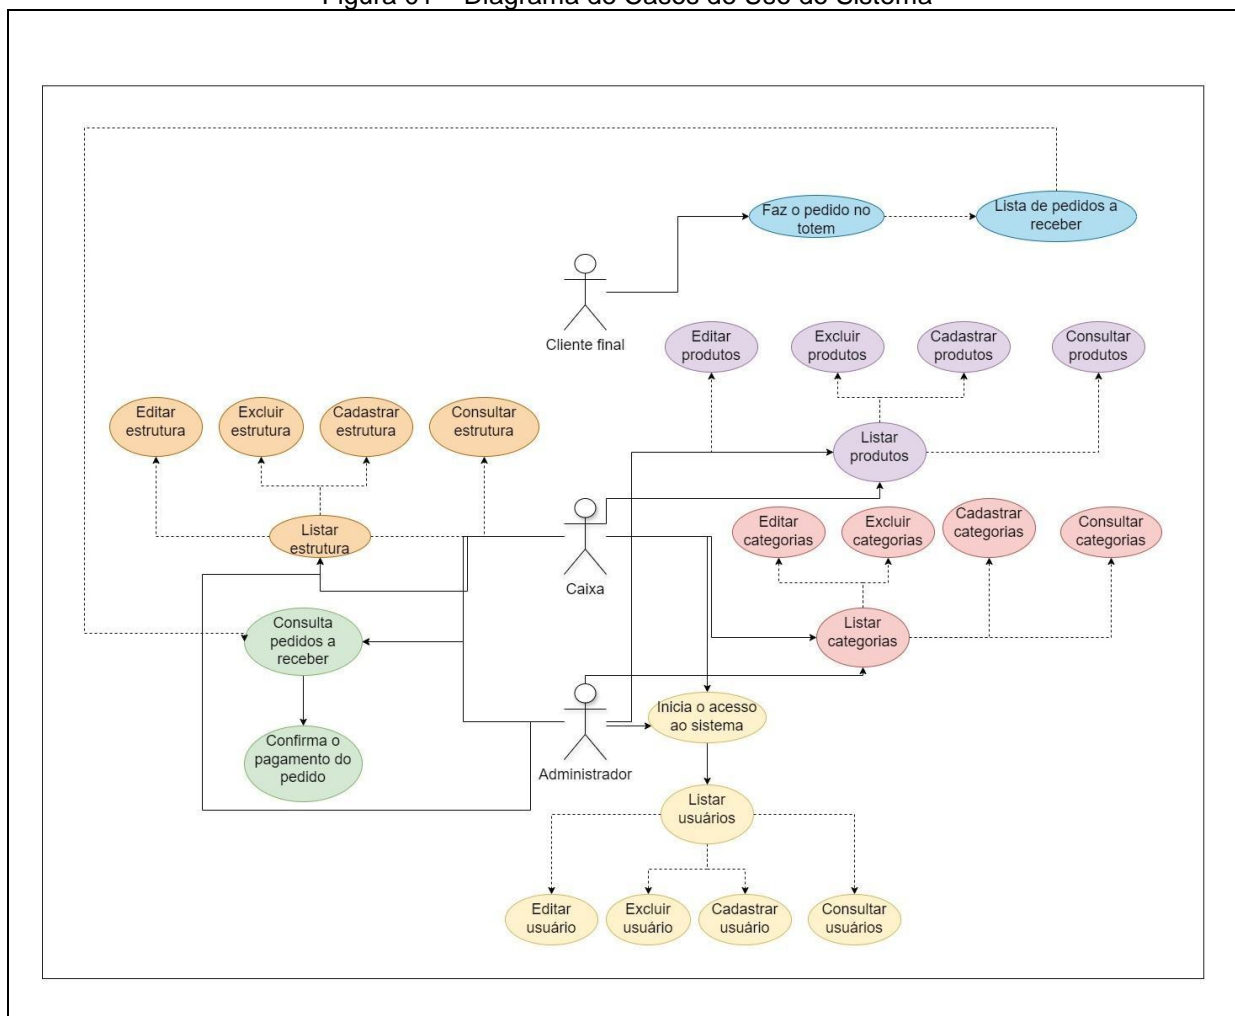 Figura 01 – Diagrama de Casos de Uso do Sistema
Faz o pedido no
totem
Lista de pedidos a
receber
Cliente final
Editar
produtos
Excluir
produtos
Cadastrar
produtos
Consultar
produtos
Editar
estrutura
Excluir
estrutura
Cadastrar
estrutura
Consultar
estrutura
Listar
produtos
Listar
estrutura
Caixa
Editar
categorias
Excluir
categorias
Cadastrar
categorias
Consultar
categorias
Consulta
pedidos a
receber
Listar
categorias
Confirma o
pagamento do
pedido
Administrador
Inicia o acesso
ao sistema
Listar
usuários
Editar
usuário
Excluir
usuário
Cadastrar
usuário
Consultar
usuários